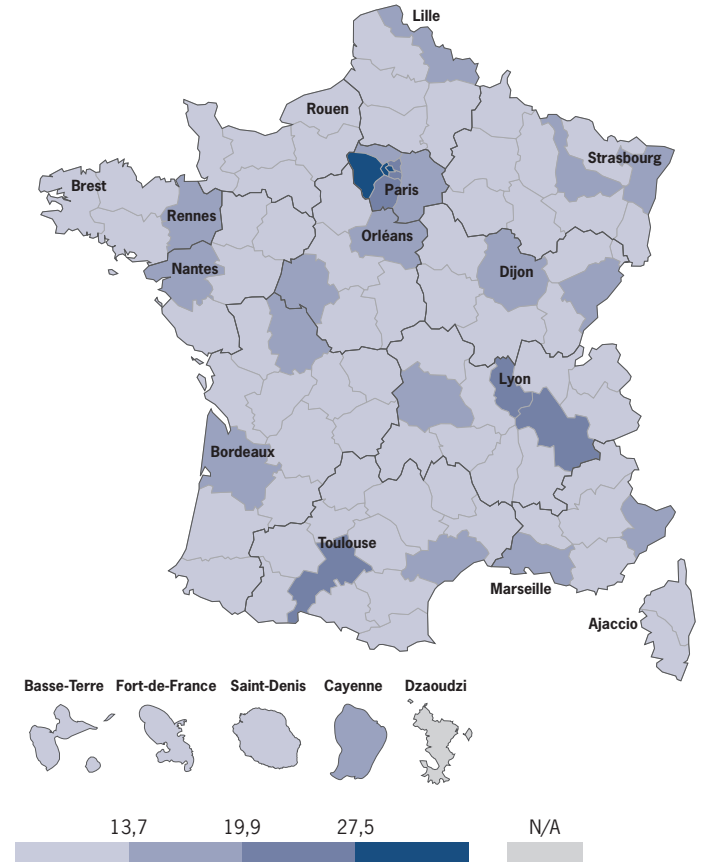 Lille
Rouen
Strasbourg
Paris
Brest
Rennes
Orléans
Nantes
Dijon
Lyon
Bordeaux
Toulouse
Marseille
Ajaccio
Basse-Terre Fort-de-France Saint-Denis Cayenne Dzaoudzi
13,7 19,9 27,5 N/A